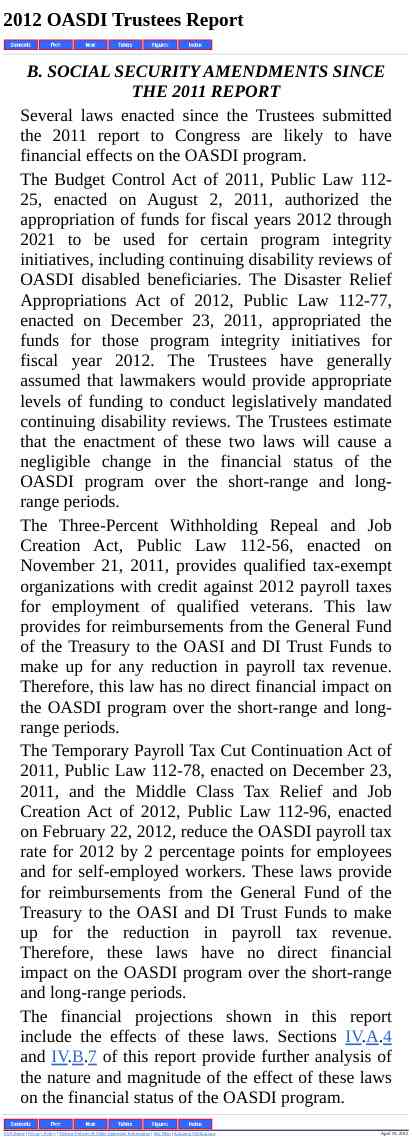 2012 OASDI Trustees Report
Contents Prev Next Tables Figures Index
B. SOCIAL SECURITY AMENDMENTS SINCE
THE 2011 REPORT
Several laws enacted since the Trustees submitted
the 2011 report to Congress are likely to have
financial effects on the OASDI program.
The Budget Control Act of 2011, Public Law 112-
25, enacted on August 2, 2011, authorized the
appropriation of funds for fiscal years 2012 through
2021 to be used for certain program integrity
initiatives, including continuing disability reviews of
OASDI disabled beneficiaries. The Disaster Relief
Appropriations Act of 2012, Public Law 112-77,
enacted on December 23, 2011, appropriated the
funds for those program integrity initiatives for
fiscal year 2012. The Trustees have generally
assumed that lawmakers would provide appropriate
levels of funding to conduct legislatively mandated
continuing disability reviews. The Trustees estimate
that the enactment of these two laws will cause a
negligible change in the financial status of the
OASDI program over the short-range and long-
range periods.
The Three-Percent Withholding Repeal and Job
Creation Act, Public Law 112-56, enacted on
November 21, 2011, provides qualified tax-exempt
organizations with credit against 2012 payroll taxes
for employment of qualified veterans. This law
provides for reimbursements from the General Fund
of the Treasury to the OASI and DI Trust Funds to
make up for any reduction in payroll tax revenue.
Therefore, this law has no direct financial impact on
the OASDI program over the short-range and long-
range periods.
The Temporary Payroll Tax Cut Continuation Act of
2011, Public Law 112-78, enacted on December 23,
2011, and the Middle Class Tax Relief and Job
Creation Act of 2012, Public Law 112-96, enacted
on February 22, 2012, reduce the OASDI payroll tax
rate for 2012 by 2 percentage points for employees
and for self-employed workers. These laws provide
for reimbursements from the General Fund of the
Treasury to the OASI and DI Trust Funds to make
up for the reduction in payroll tax revenue.
Therefore, these laws have no direct financial
impact on the OASDI program over the short-range
and long-range periods.
The financial projections shown in this report
include the effects of these laws. Sections IV.A.4
and IV.B.7 of this report provide further analysis of
the nature and magnitude of the effect of these laws
on the financial status of the OASDI program.
Contents Prev Next Tables Figures Index